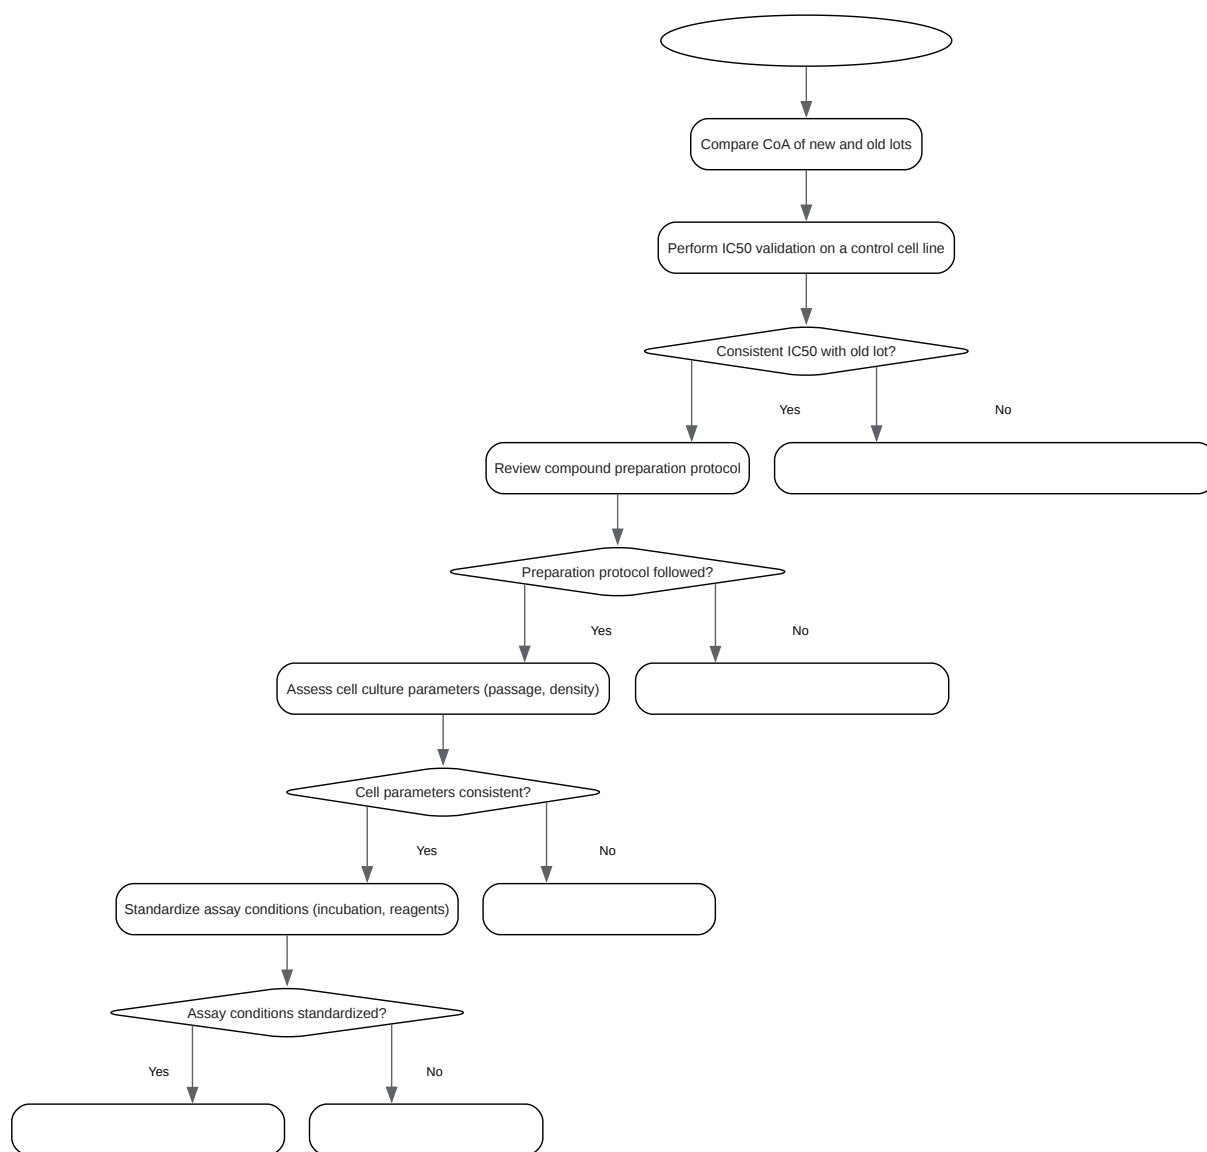 Compare CoA of new and old lots
Perform IC50 validation on a control cell line
Consistent IC50 with old lot?
Yes
No
Review compound preparation protocol
Preparation protocol followed?
Yes
No
Assess cell culture parameters (passage, density)
Cell parameters consistent?
Yes
No
Standardize assay conditions (incubation, reagents)
Assay conditions standardized?
Yes
No